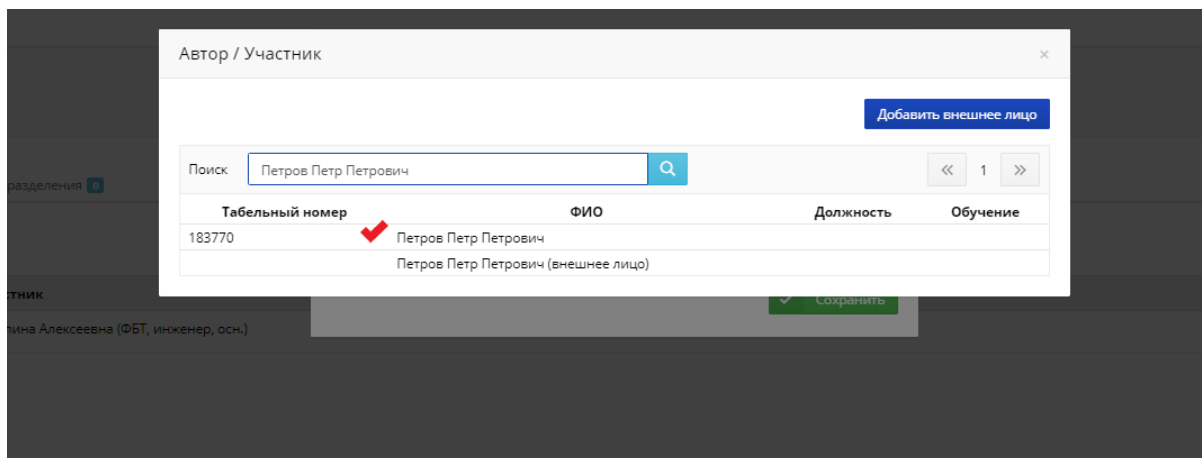 Автор / Участник
×
Добавить внешнее лицо
Поиск Петров Петр Петрович « 1 »
разделения 0
Табельный номер ФИО Должность Обучение
183770 Петров Петр Петрович
Петров Петр Петрович (внешнее лицо)
стник
Сохранить
лина Алексеевна (ФБТ, инженер, осн.)